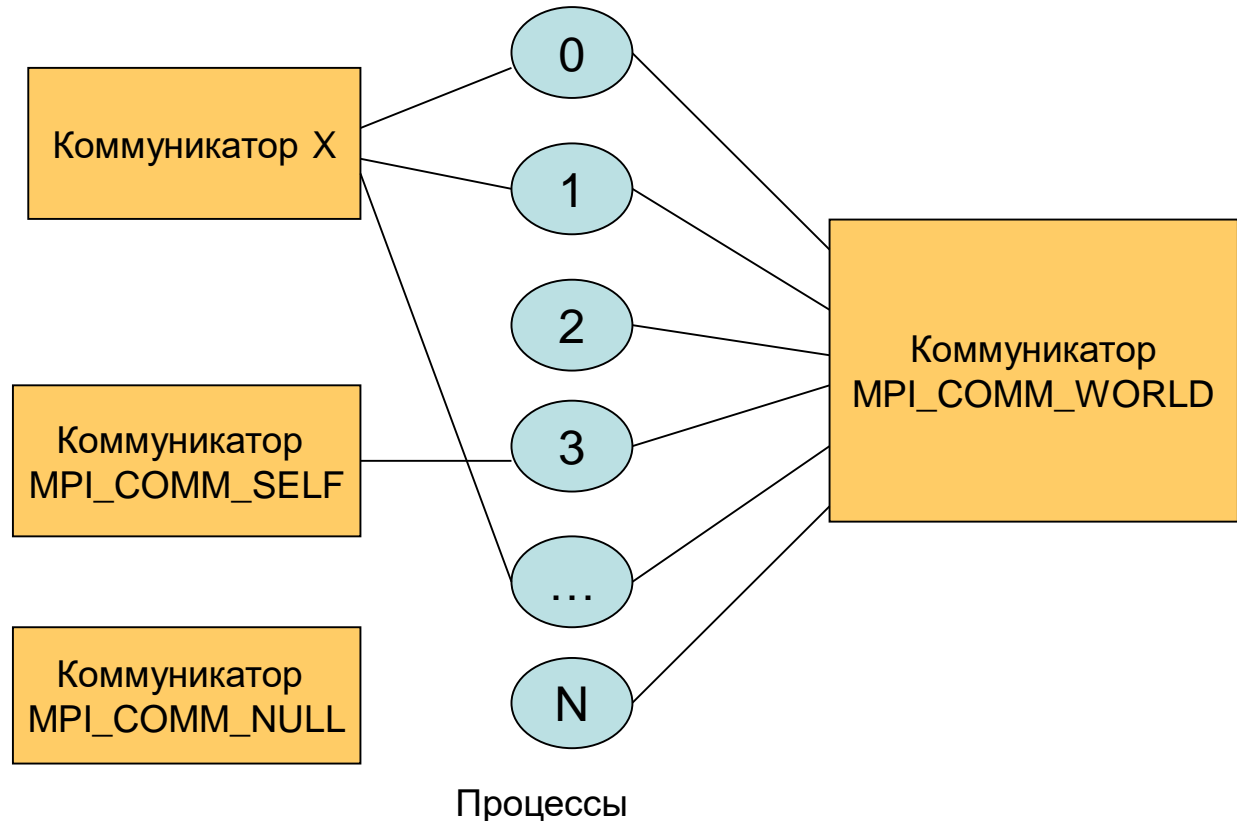 0
Коммуникатор X
1
2
Коммуникатор
MPI_COMM_WORLD
Коммуникатор
MPI_COMM_SELF
3
...
Коммуникатор
MPI_COMM_NULL
N
Процессы